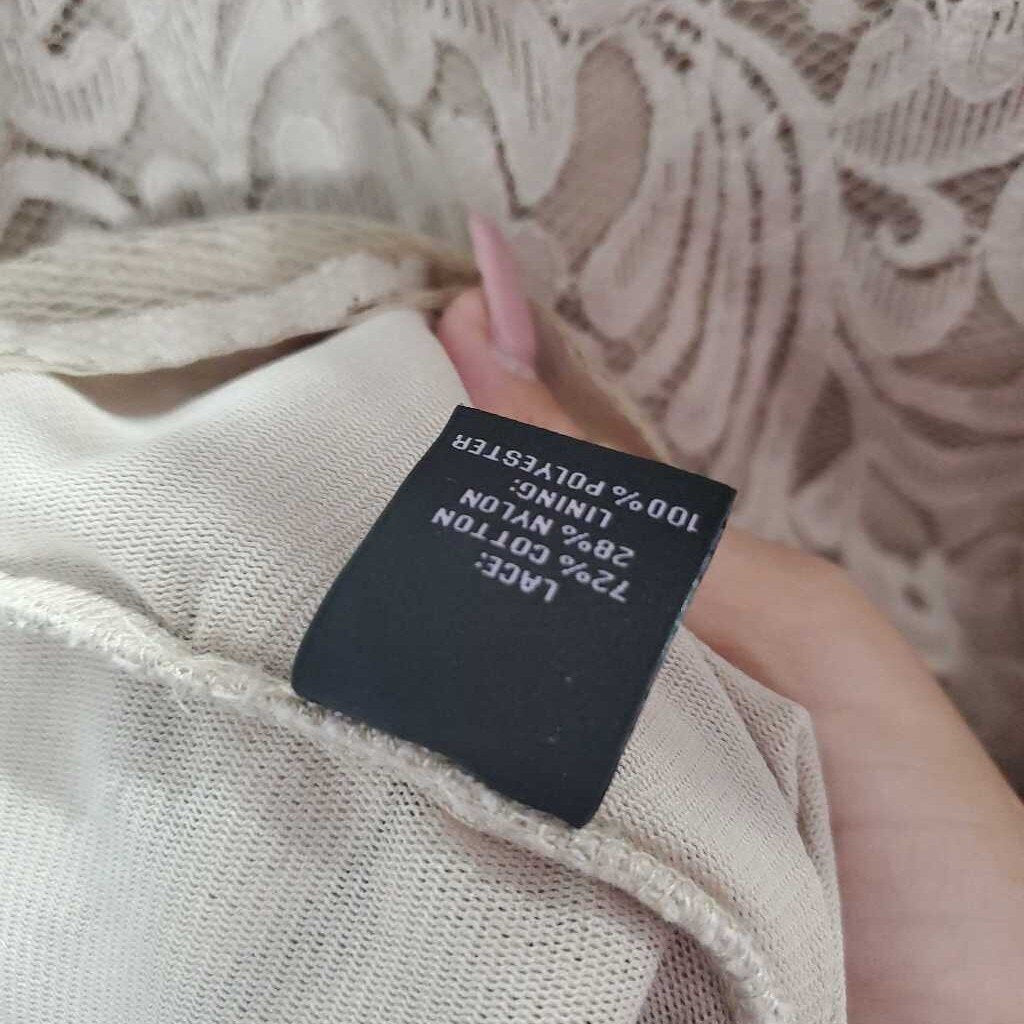 LACE:
72% COTTON
28% NYLON
LINING:
100% POLYESTER